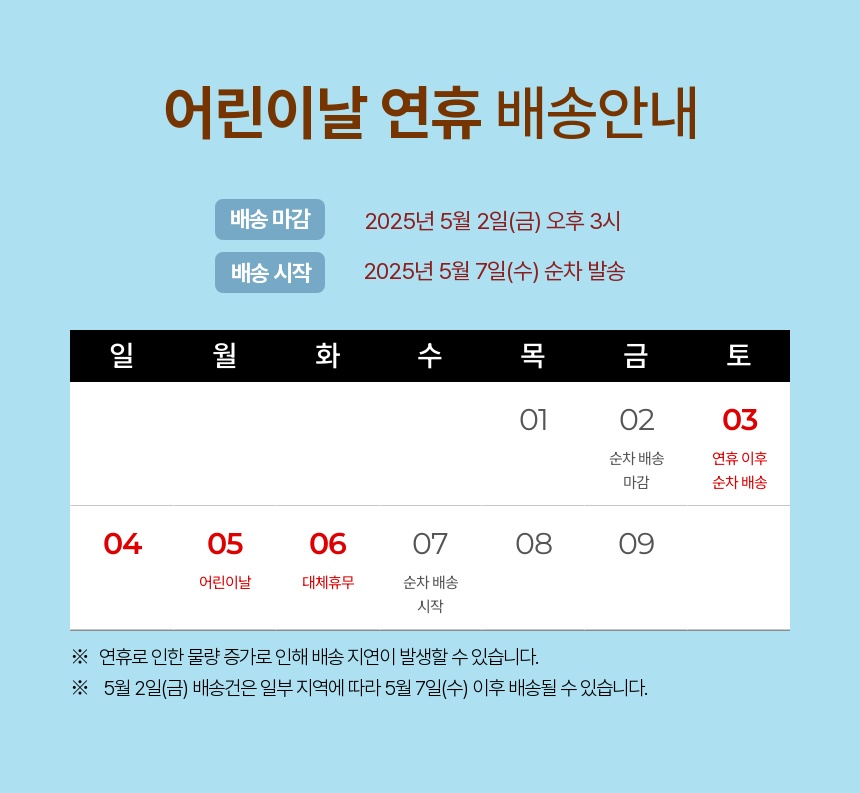 어린이날 연휴 배송안내
배송 마감 2025년 5월 2일(금) 오후 3시
배송 시작 2025년 5월 7일(수) 순차 발송
일 월 화 수 목 금 토
01 02 03
순차 배송 연휴 이후
마감 순차 배송
04 05 06 07 08 09
어린이날 대체휴무 순차 배송
시작
※ 연휴로 인한 물량 증가로 인해 배송 지연이 발생할 수 있습니다.
※ 5월 2일(금) 배송건은 일부 지역에 따라 5월 7일(수) 이후 배송될 수 있습니다.